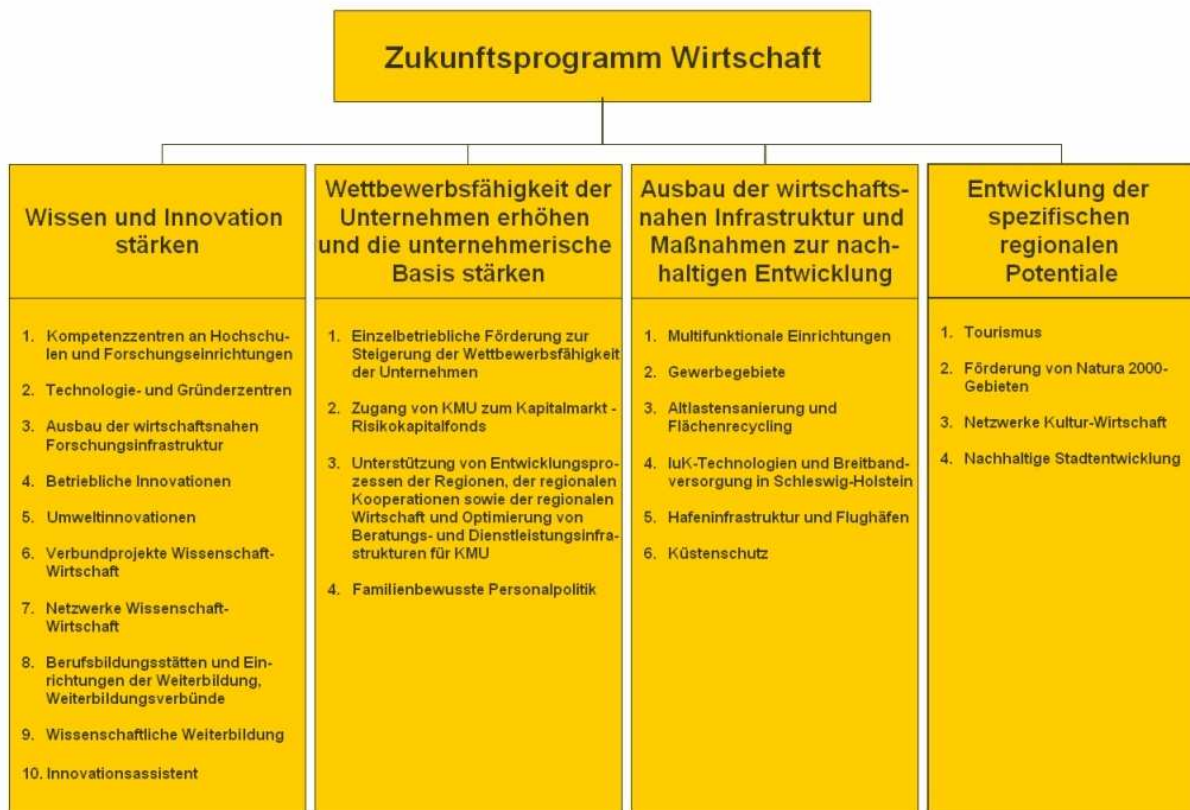 Zukunftsprogramm Wirtschaft
Wissen und Innovation
stärken
1. Kompetenzzentren an Hochschu-
len und Forschungseinrichtungen
2. Technologie- und Gründerzentren
3. Ausbau der wirtschaftsnahen
Forschungsinfrastruktur
4. Betriebliche Innovationen
5. Umweltinnovationen
6. Verbundprojekte Wissenschaft-
Wirtschaft
7. Netzwerke Wissenschaft-
Wirtschaft
8. Berufsbildungsstätten und Ein-
richtungen der Weiterbildung,
Weiterbildungsverbünde
9. Wissenschaftliche Weiterbildung
10. Innovationsassistent
Wettbewerbsfähigkeit der
Unternehmen erhöhen
und die unternehmerische
Basis stärken
1. Einzelbetriebliche Förderung zur
Steigerung der Wettbewerbsfähigkeit
der Unternehmen
2. Zugang von KMU zum Kapitalmarkt -
Risikokapitalfonds
3. Unterstützung von Entwicklungspro-
zessen der Regionen, der regionalen
Kooperationen sowie der regionalen
Wirtschaft und Optimierung von
Beratungs- und Dienstleistungsinfra-
strukturen für KMU
4. Familienbewusste Personalpolitik
Ausbau der wirtschafts-
nahen Infrastruktur und
Maßnahmen zur nach-
haltigen Entwicklung
1. Multifunktionale Einrichtungen
2. Gewerbegebiete
3. Altlastensanierung und
Flächenrecycling
4. IuK-Technologien und Breitband-
versorgung in Schleswig-Holstein
5. Hafeninfrastruktur und Flughäfen
6. Küstenschutz
Entwicklung der
spezifischen
regionalen
Potentiale
1. Tourismus
2. Förderung von Natura 2000-
Gebieten
3. Netzwerke Kultur-Wirtschaft
4. Nachhaltige Stadtentwicklung